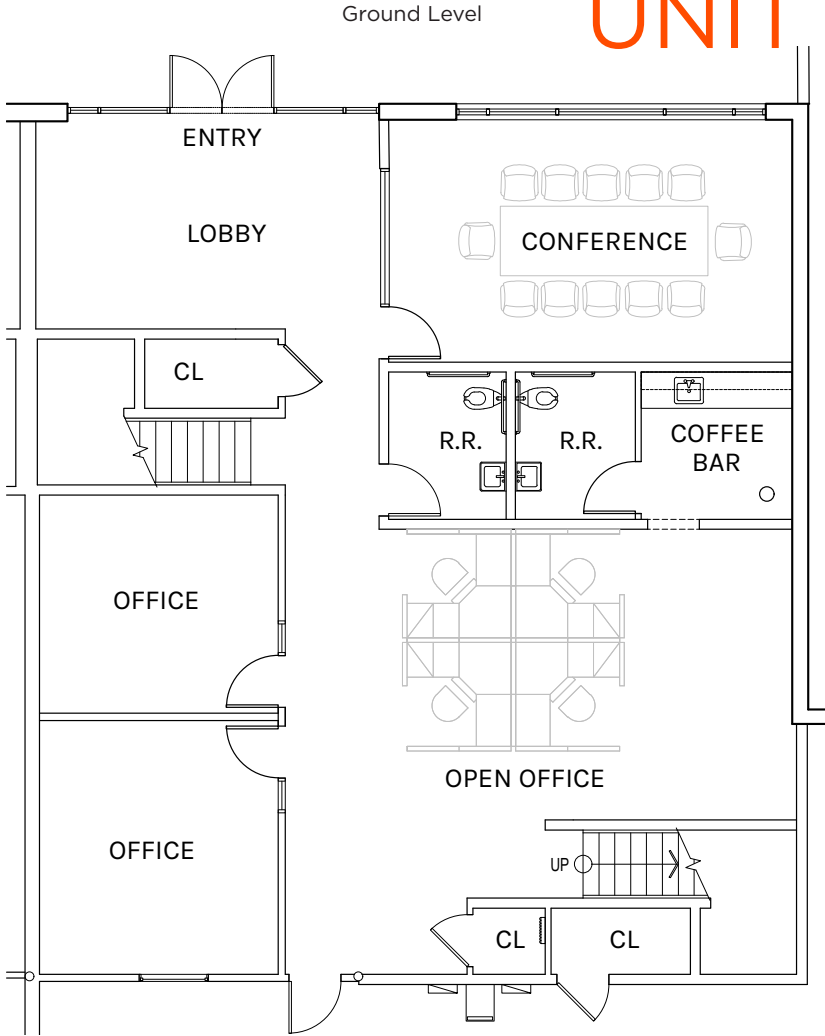 Ground Level
UNIT
ENTRY
LOBBY
CONFERENCE
CL
R.R.
R.R.
COFFEE
BAR
OFFICE
OPEN OFFICE
OFFICE
UP
CL
CL